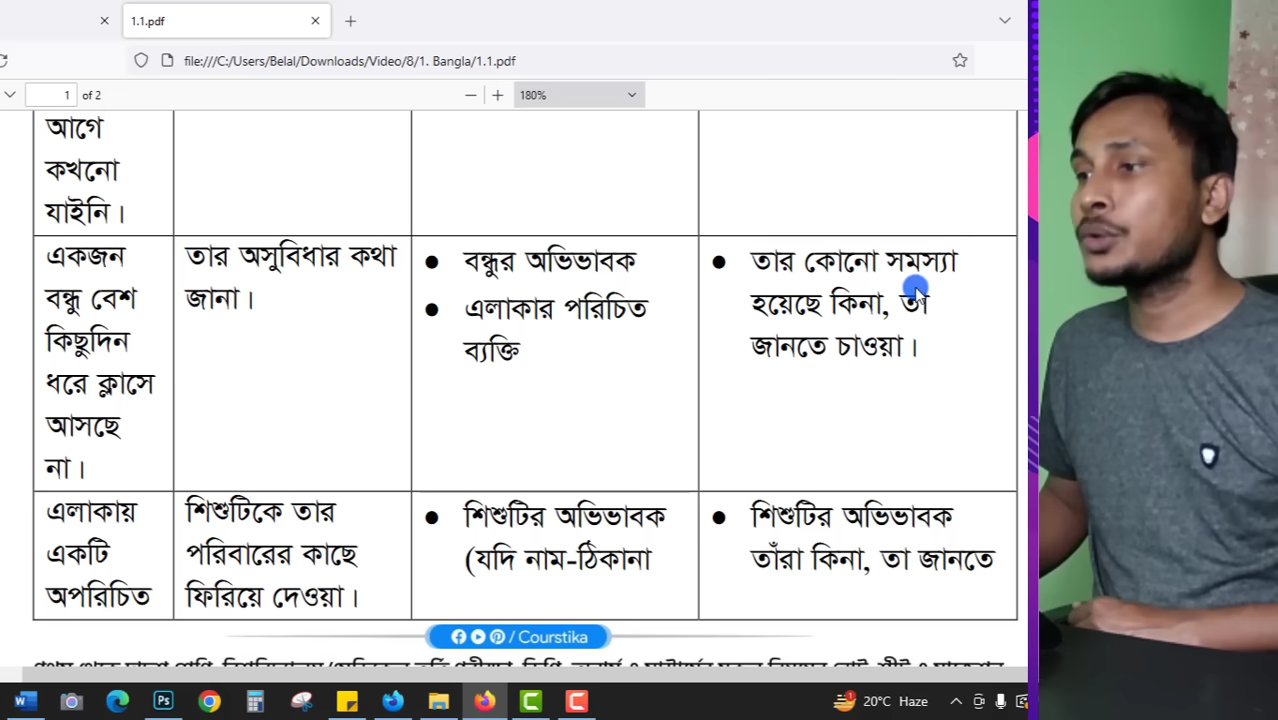 1.1.pdf
file:///C:/Users/Belal/Downloads/Video/8/1. Bangla/1.1.pdf
1 of 2
180%
আগে
কখনো
যাইনি।
একজন
বন্ধু বেশ
কিছুদিন
ধরে ক্লাসে
আসছে
না।
তার অসুবিধার কথা
জানা।
● বন্ধুর অভিভাবক
● এলাকার পরিচিত
ব্যক্তি
● তার কোনো সমস্যা
হয়েছে কিনা, তা
জানতে চাওয়া।
এলাকায়
একটি
অপরিচিত
শিশুটিকে তার
পরিবারের কাছে
ফিরিয়ে দেওয়া।
● শিশুটির অভিভাবক
(যদি নাম-ঠিকানা
● শিশুটির অভিভাবক
তাঁরা কিনা, তা জানতে
/ Courstika
20°C Haze